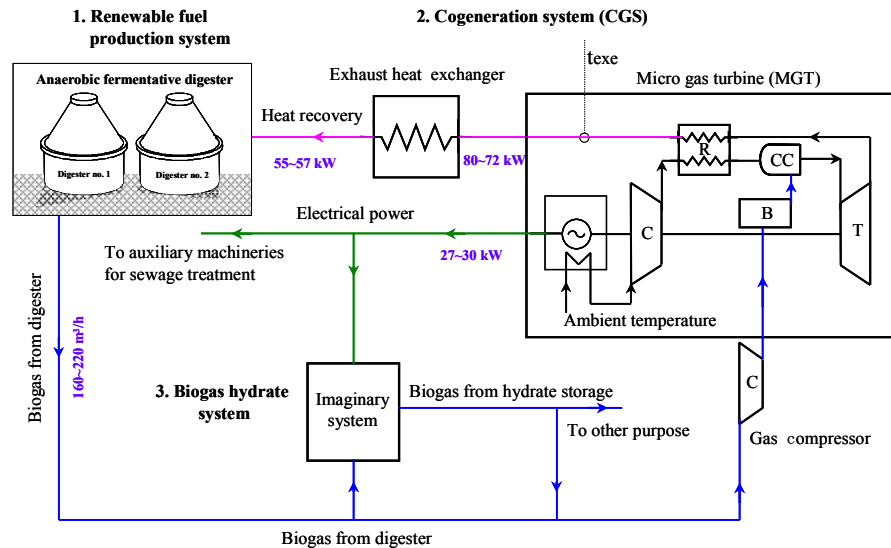 1. Renewable fuel
production system
2. Cogeneration system (CGS)
texe
Anaerobic fermentative digester
Exhaust heat exchanger
Micro gas turbine (MGT)
Heat recovery
R
CC
55~57 kW
80~72 kW
Digester no. 1
Digester no. 2
B
Electrical power
C
T
27~30 kW
To auxiliary machineries
for sewage treatment
Ambient temperature
Biogas from digester
160~220 m³/h
3. Biogas hydrate
system
Imaginary
system
Biogas from hydrate storage
To other purpose
C
Gas compressor
Biogas from digester